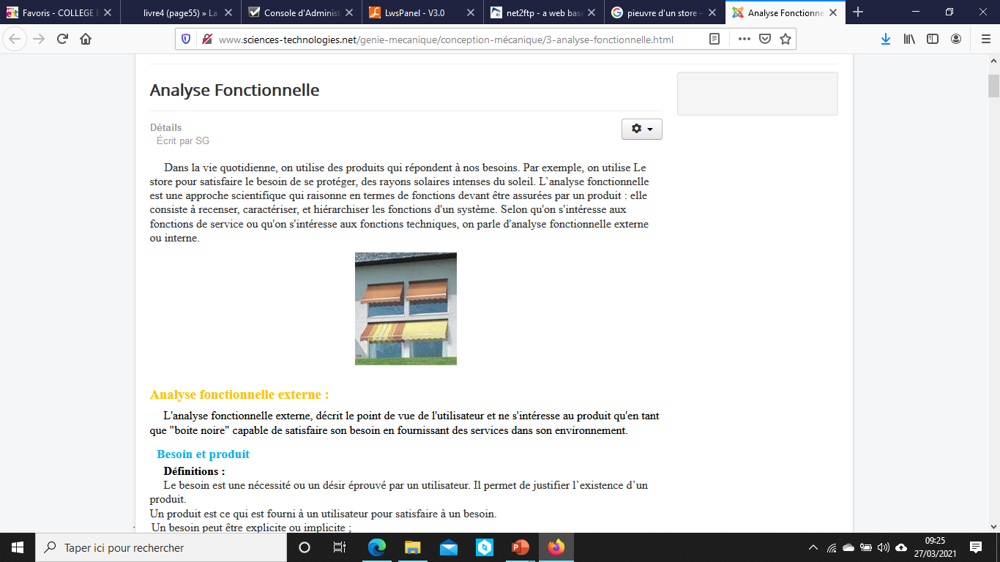 Favoris - COLLEGE
livre4 (page55) » La
Console d'Administ
LwsPanel - V3.0
net2ftp - a web base
pieuvre d'un store –
Analyse Fonctionne
www.sciences-technologies.net/genie-mecanique/conception-mécanique/3-analyse-fonctionnelle.html
Analyse Fonctionnelle
Détails
Écrit par SG
Dans la vie quotidienne, on utilise des produits qui répondent à nos besoins. Par exemple, on utilise Le
store pour satisfaire le besoin de se protéger, des rayons solaires intenses du soleil. L’analyse fonctionnelle
est une approche scientifique qui raisonne en termes de fonctions devant être assurées par un produit : elle
consiste à recenser, caractériser, et hiérarchiser les fonctions d'un système. Selon qu'on s'intéresse aux
fonctions de service ou qu'on s'intéresse aux fonctions techniques, on parle d'analyse fonctionnelle externe
ou interne.
Analyse fonctionnelle externe :
L'analyse fonctionnelle externe, décrit le point de vue de l'utilisateur et ne s'intéresse au produit qu'en tant
que "boite noire" capable de satisfaire son besoin en fournissant des services dans son environnement.
Besoin et produit
Définitions :
Le besoin est une nécessité ou un désir éprouvé par un utilisateur. Il permet de justifier l’existence d’un
produit.
Un produit est ce qui est fourni à un utilisateur pour satisfaire à un besoin.
Un besoin peut être explicite ou implicite ;
Taper ici pour rechercher
09:25
27/03/2021